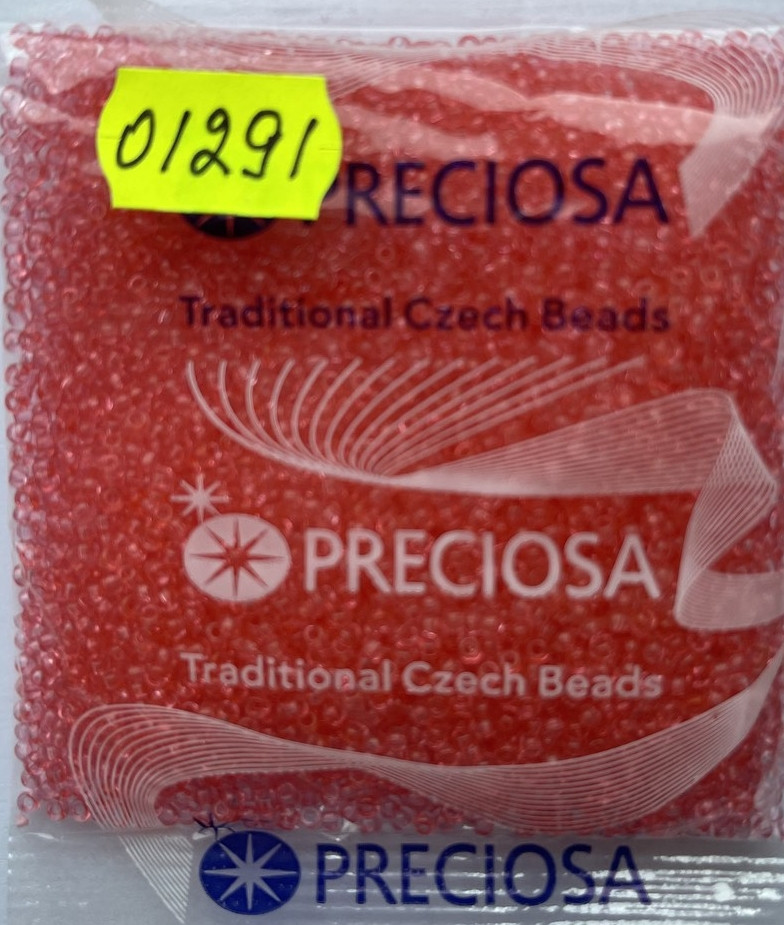 01291
PRECIOSA
Traditional Czech Beads
PRECIOSA
Traditional Czech Beads
PRECIOSA